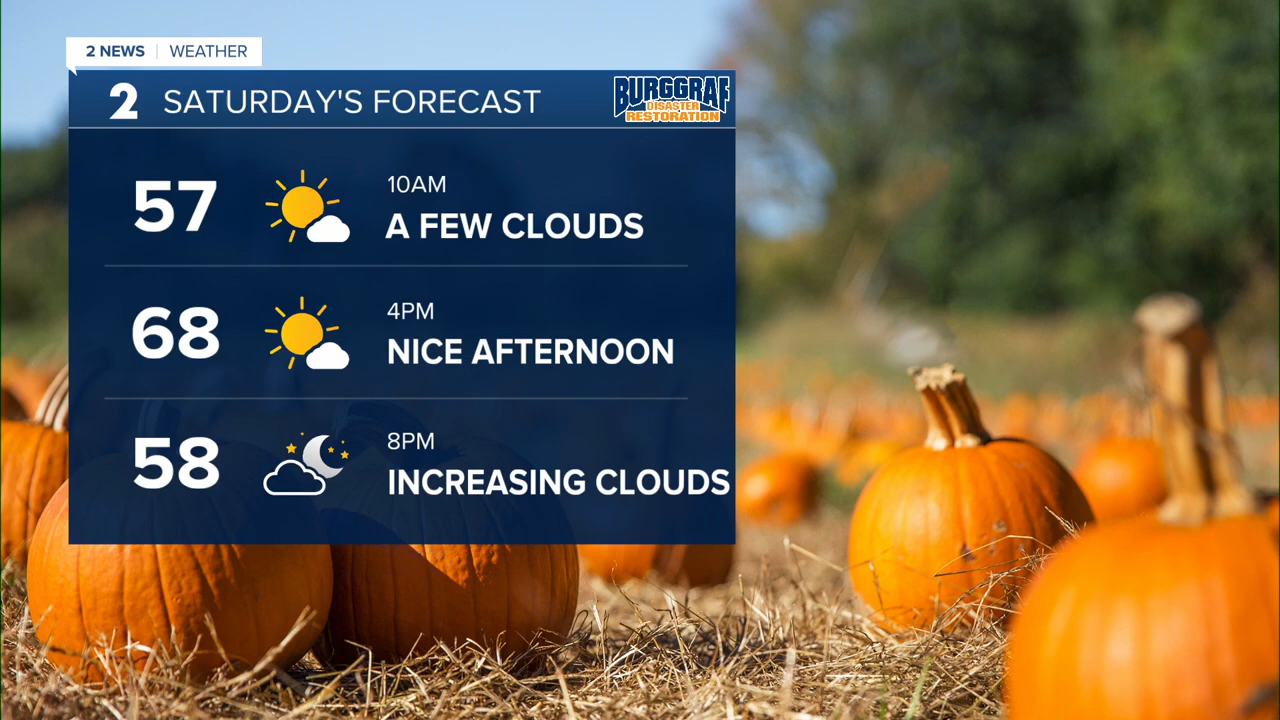 2 NEWS | WEATHER
2 SATURDAY'S FORECAST
BURGGRAF
DISASTER
RESTORATION
57
10AM
A FEW CLOUDS
68
4PM
NICE AFTERNOON
58
8PM
INCREASING CLOUDS